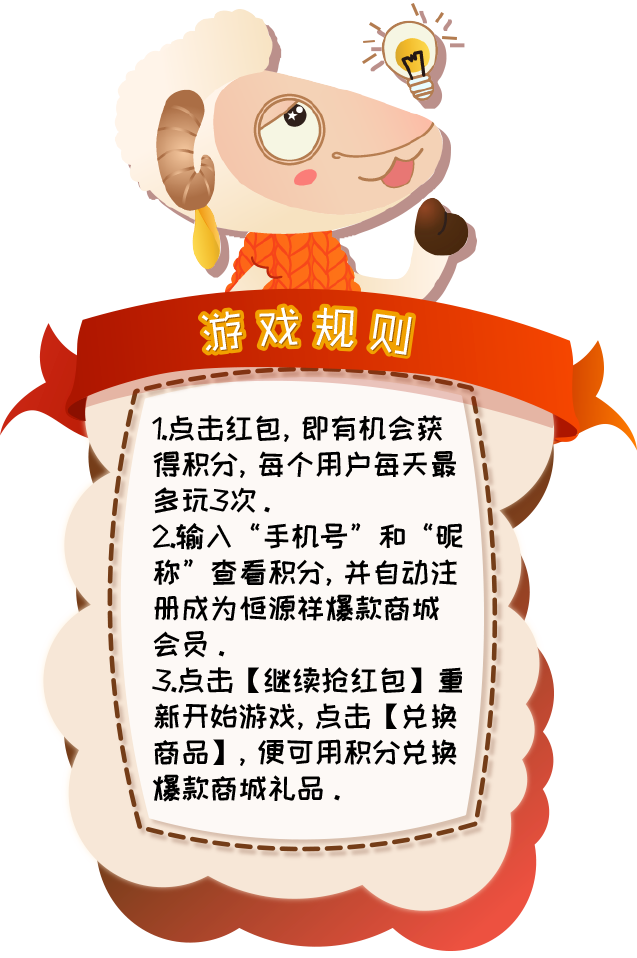 游戏规则
1.点击红包, 即有机会获
得积分, 每个用户每天最
多玩3次 .
2.输入 “手机号” 和 “昵
称” 查看积分, 并自动注
册成为恒源祥爆款商城
会员 .
3.点击【继续抢红包】重
新开始游戏, 点击【兑换
商品】, 便可用积分兑换
爆款商城礼品 .